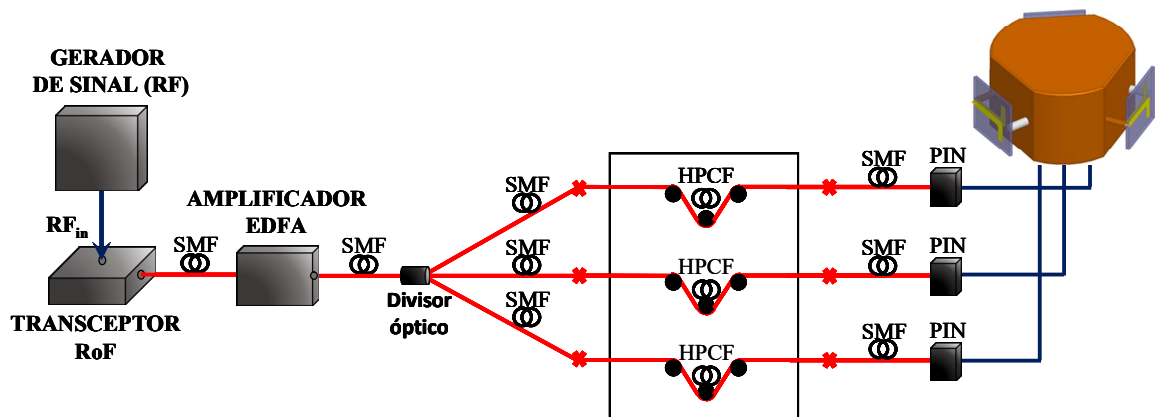 GERADOR
DE SINAL (RF)
RFin
TRANSCEPTOR
RoF
SMF
AMPLIFICADOR
EDFA
SMF
Divisor
óptico
SMF
SMF
SMF
HPCF
HPCF
HPCF
SMF
PIN
SMF
PIN
SMF
PIN